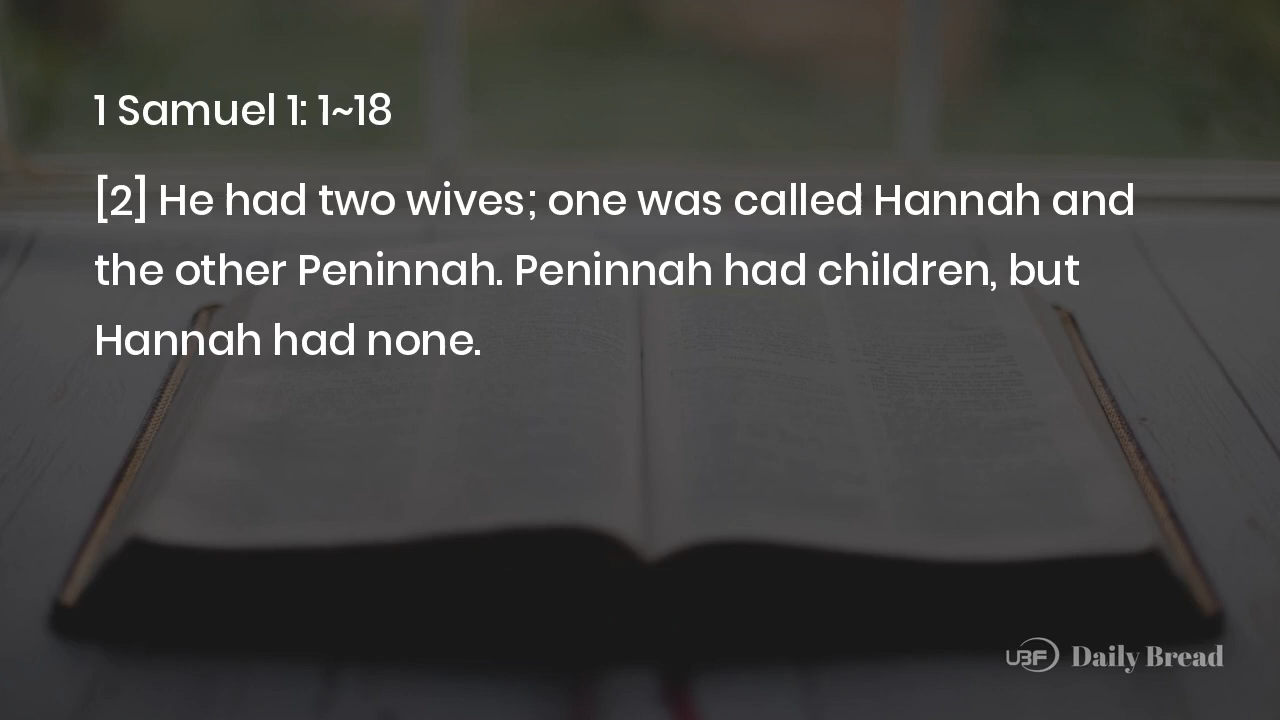 1 Samuel 1: 1~18
[2] He had two wives; one was called Hannah and
the other Peninnah. Peninnah had children, but
Hannah had none.
UBF Daily Bread